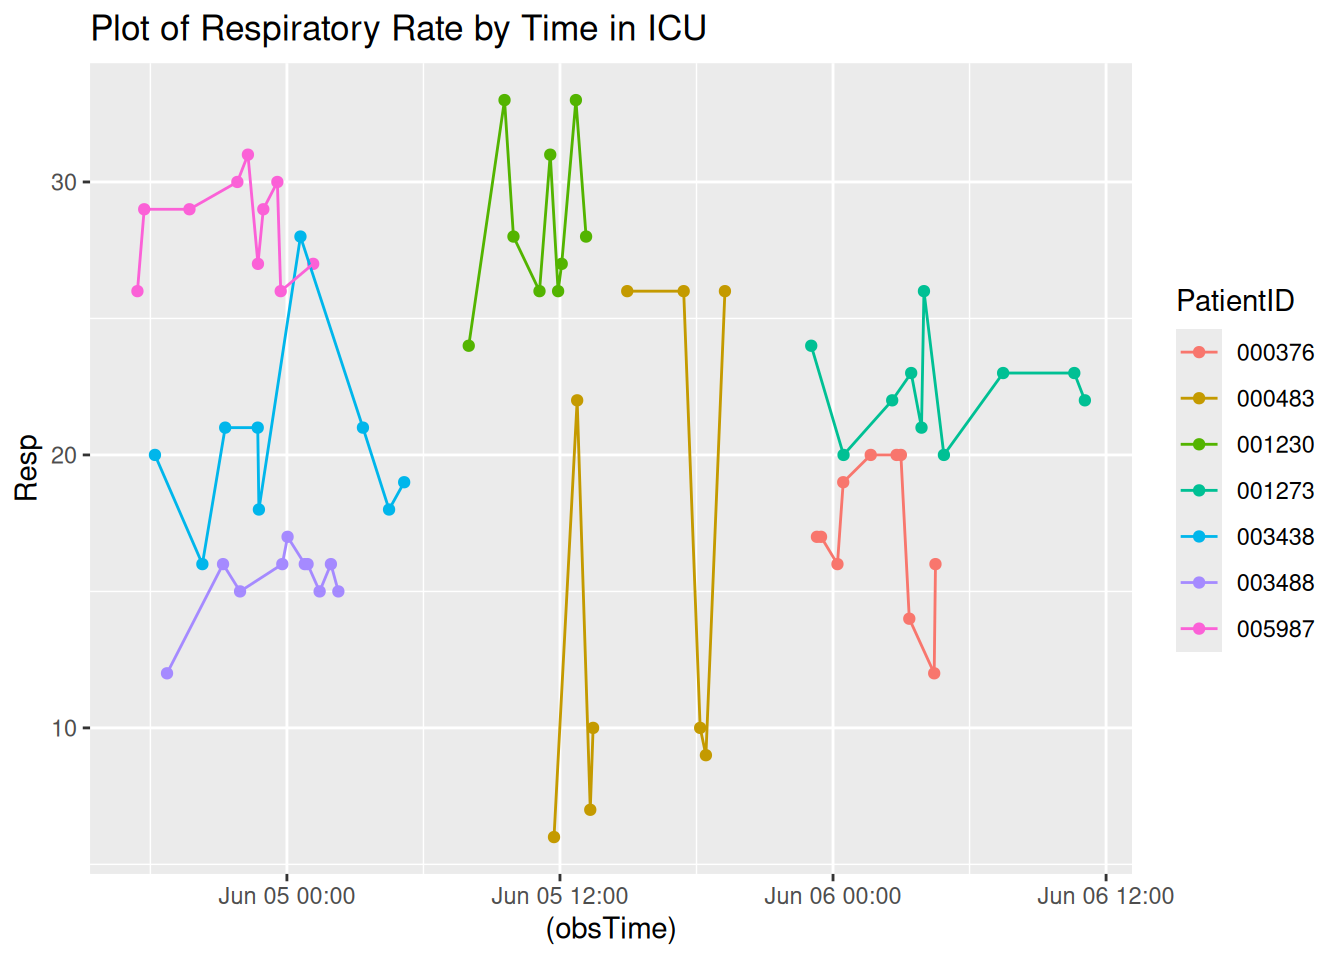 Plot of Respiratory Rate by Time in ICU
Resp
30
20
10
Jun 05 00:00
Jun 05 12:00
Jun 06 00:00
Jun 06 12:00
(obsTime)
PatientID
000376
000483
001230
001273
003438
003488
005987